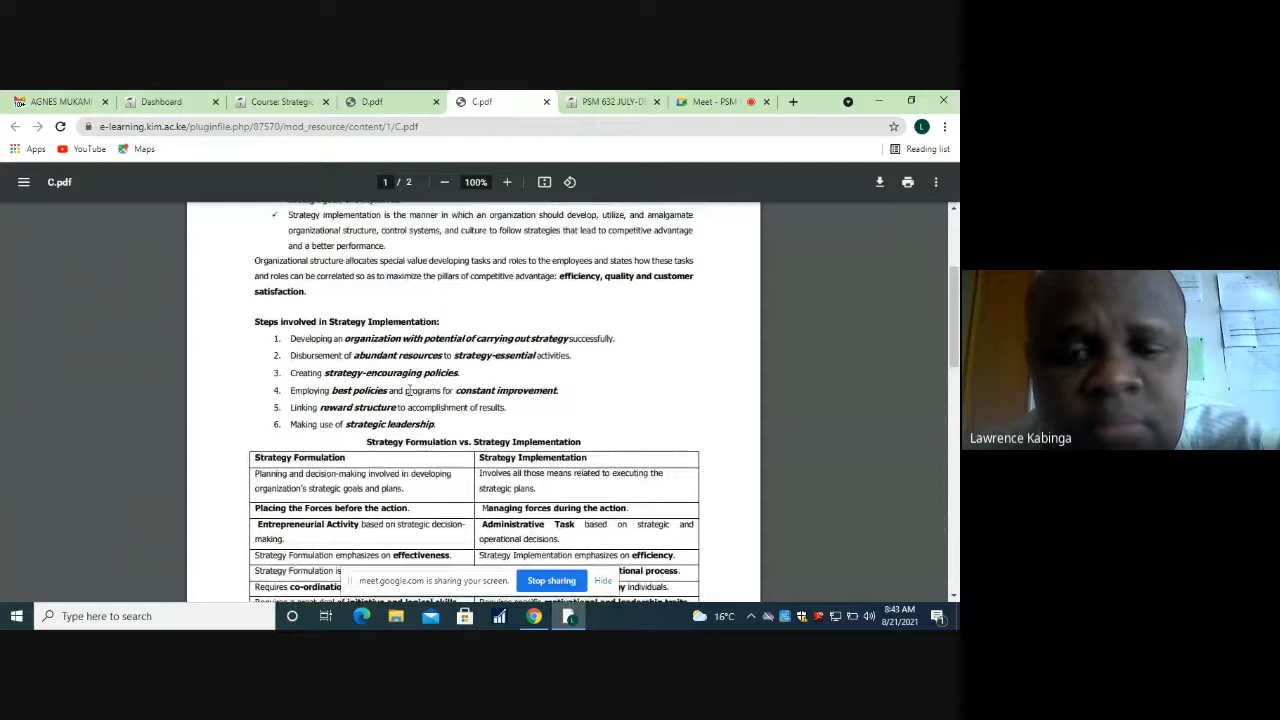 AGNES MUKAMI
Dashboard
Course: Strategic
D.pdf
C.pdf
PSM 632 JULY-DE
Meet - PSM
e-learning.kim.ac.ke/pluginfile.php/87570/mod_resource/content/1/C.pdf
L
Apps
YouTube
Maps
Reading list
C.pdf
1 / 2
100%
✓ Strategy implementation is the manner in which an organization should develop, utilize, and amalgamate
organizational structure, control systems, and culture to follow strategies that lead to competitive advantage
and a better performance.
Organizational structure allocates special value developing tasks and roles to the employees and states how these tasks
and roles can be correlated so as to maximize the pillars of competitive advantage: efficiency, quality and customer
satisfaction.
Steps involved in Strategy Implementation:
1. Developing an organization with potential of carrying out strategy successfully.
2. Disbursement of abundant resources to strategy-essential activities.
3. Creating strategy-encouraging policies.
4. Employing best policies and programs for constant improvement.
5. Linking reward structure to accomplishment of results.
6. Making use of strategic leadership.
Strategy Formulation vs. Strategy Implementation
Strategy Formulation
Strategy Implementation
Planning and decision-making involved in developing
organization's strategic goals and plans.
Involves all those means related to executing the
strategic plans.
Placing the Forces before the action.
Managing forces during the action.
Entrepreneurial Activity based on strategic decision-
making.
Administrative Task based on strategic and
operational decisions.
Strategy Formulation emphasizes on effectiveness.
Strategy Implementation emphasizes on efficiency.
Strategy Formulation is
process.
Requires
individuals.
meet.google.com is sharing your screen.
Stop sharing
Hide
Lawrence Kabinga
Type here to search
16°C
8:43 AM
8/21/2021